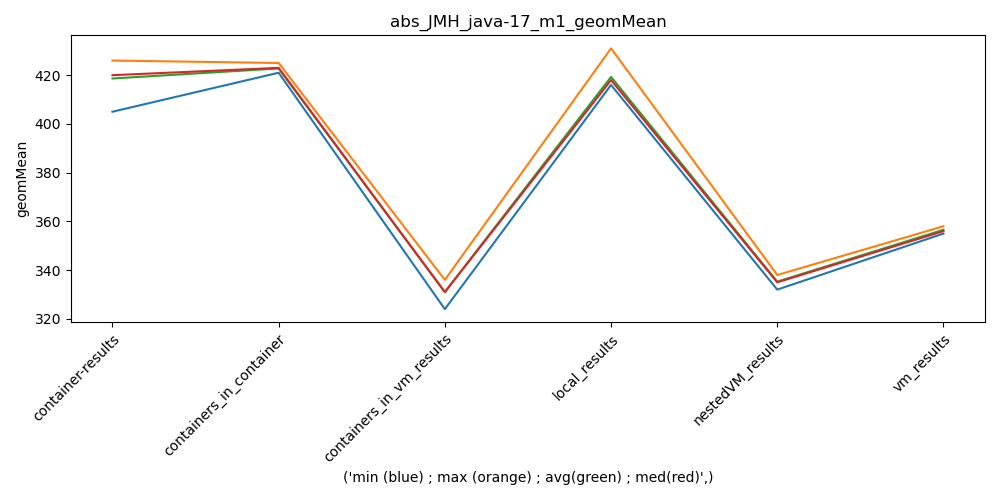 abs_JMH_java-17_m1_geomMean
geomMean
420
400
380
360
340
320
container-results
containers_in_container
containers_in_vm_results
local_results
nestedVM_results
vm_results
('min (blue) ; max (orange) ; avg(green) ; med(red)',)